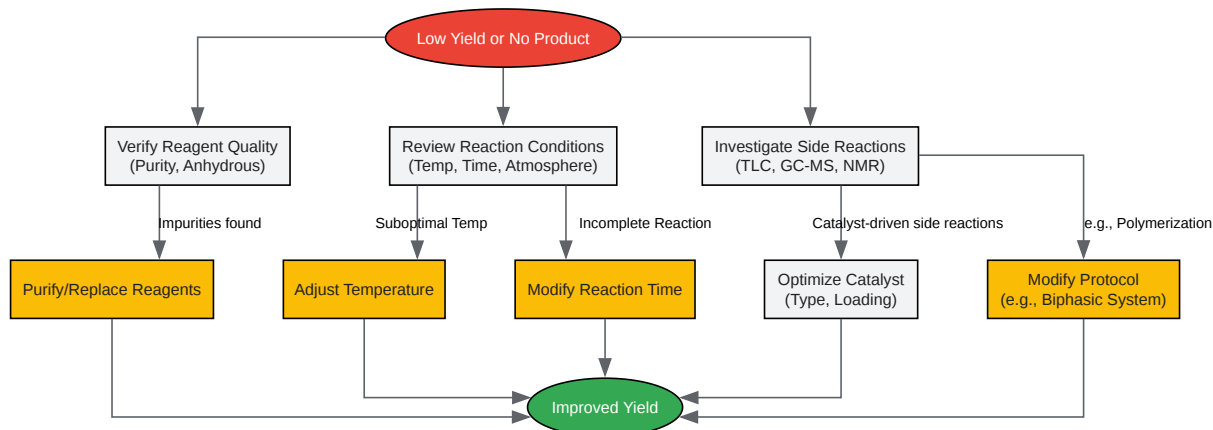 Low Yield or No Product
Verify Reagent Quality
(Purity, Anhydrous)
Review Reaction Conditions
(Temp, Time, Atmosphere)
Investigate Side Reactions
(TLC, GC-MS, NMR)
Impurities found
Suboptimal Temp
Incomplete Reaction
Catalyst-driven side reactions
e.g., Polymerization
Purify/Replace Reagents
Adjust Temperature
Modify Reaction Time
Optimize Catalyst
(Type, Loading)
Modify Protocol
(e.g., Biphasic System)
Improved Yield